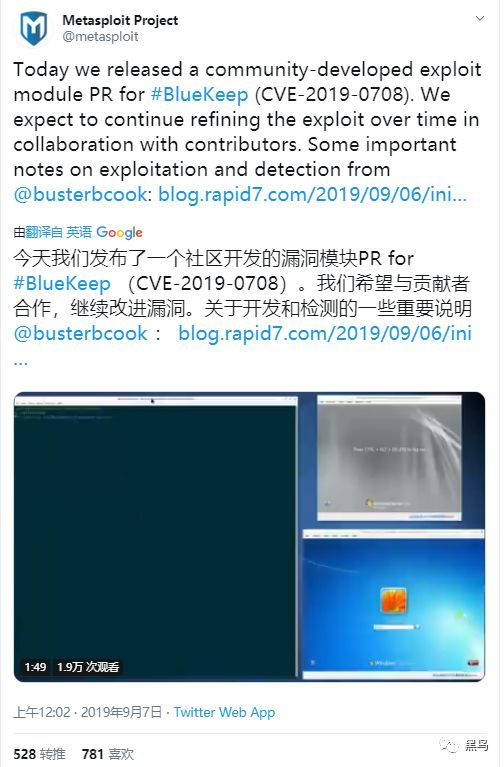 Metasploit Project
@metasploit
Today we released a community-developed exploit
module PR for #BlueKeep (CVE-2019-0708). We
expect to continue refining the exploit over time in
collaboration with contributors. Some important
notes on exploitation and detection from
@busterbcook: blog.rapid7.com/2019/09/06/ini...
由翻译自 英语 Google
今天我们发布了一个社区开发的漏洞模块PR for
#BlueKeep （CVE-2019-0708）。我们希望与贡献者
合作，继续改进漏洞。关于开发和检测的一些重要说明
@busterbcook： blog.rapid7.com/2019/09/06/ini
...
1:49
1.9万 次观看
上午12:02 · 2019年9月7日 · Twitter Web App
528 转推 781 喜欢
黑鸟